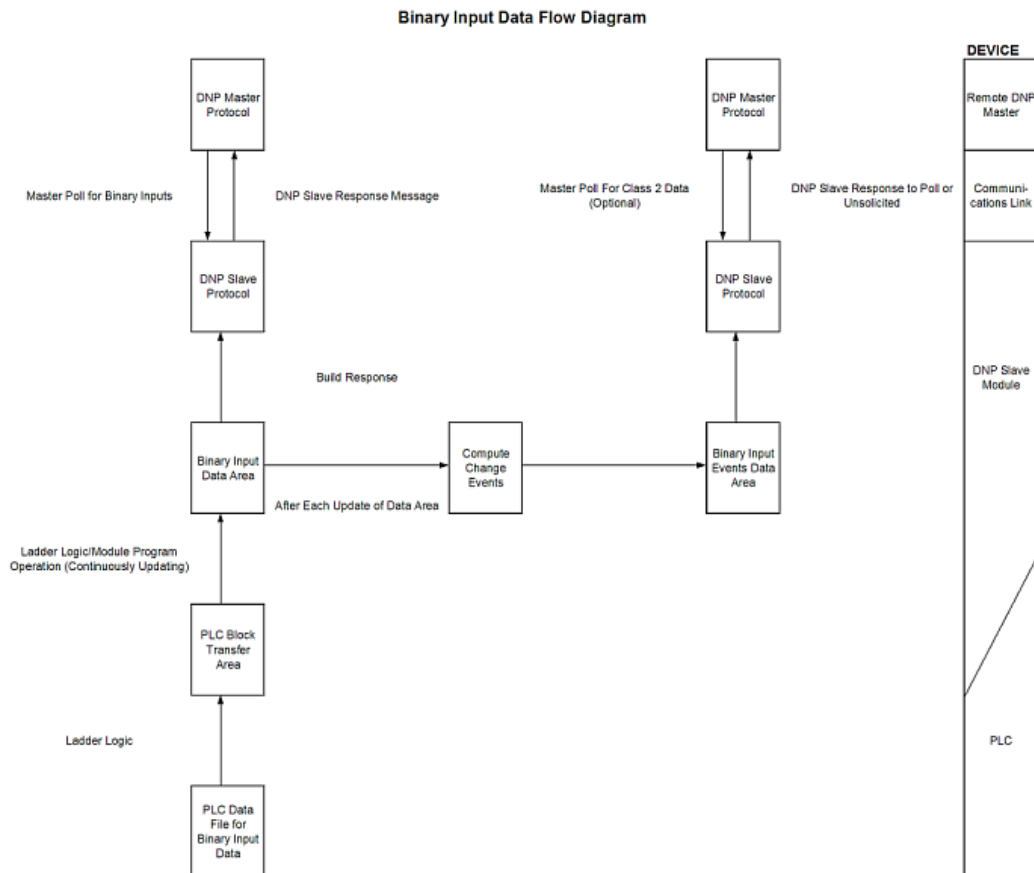 Binary Input Data Flow Diagram
DEVICE
DNP Master
Protocol
DNP Master
Protocol
Remote DNP
Master
Master Poll for Binary Inputs
DNP Slave Response Message
Master Poll For Class 2 Data
(Optional)
DNP Slave Response to Poll or
Unsolicited
Communi-
cations Link
DNP Slave
Protocol
DNP Slave
Protocol
Build Response
DNP Slave
Module
Binary Input
Data Area
Compute
Change
Events
Binary Input
Events Data
Area
After Each Update of Data Area
Ladder Logic/Module Program
Operation (Continuously Updating)
PLC Block
Transfer
Area
Ladder Logic
PLC
PLC Data
File for
Binary Input
Data